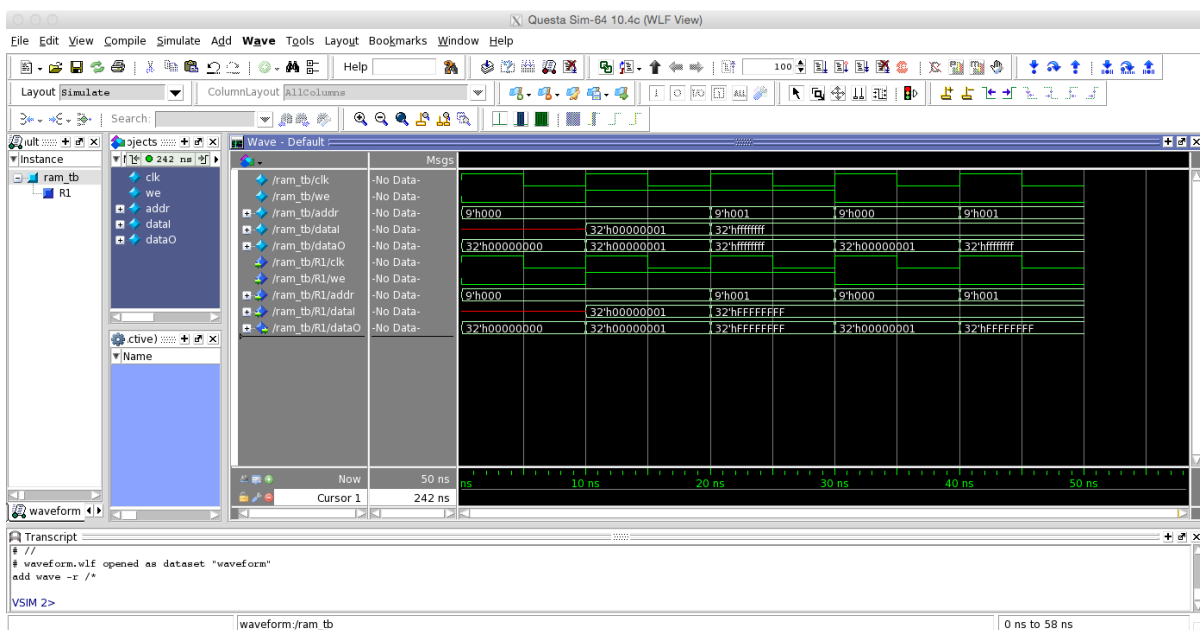 Questa Sim-64 10.4c (WLF View)
File Edit View Compile Simulate Add Wave Tools Layout Bookmarks Window Help
Help 100
Layout Simulate ColumnLayout AllColumns
Search:
Wave - Default
Instance 242 ns Msgs
ram_tb
R1
clk
we
addr
dataI
dataO
/ram_tb/clk -No Data-
/ram_tb/we -No Data-
/ram_tb/addr -No Data- 9'h000 9'h001 9'h000 9'h001
/ram_tb/dataI -No Data- 32'h00000001 32'hffffffff
/ram_tb/dataO -No Data- 32'h00000000 32'h00000001 32'hffffffff 32'h00000001 32'hffffffff
/ram_tb/R1/clk -No Data-
/ram_tb/R1/we -No Data-
/ram_tb/R1/addr -No Data- 9'h000 9'h001 9'h000 9'h001
/ram_tb/R1/dataI -No Data- 32'h00000001 32'hFFFFFFFF
/ram_tb/R1/dataO -No Data- 32'h00000000 32'h00000001 32'hFFFFFFFF 32'h00000001 32'hFFFFFFFF
.ctive)
Name
Now 50 ns ns 10 ns 20 ns 30 ns 40 ns 50 ns
Cursor 1 242 ns
waveform
Transcript
# //
# waveform.wlf opened as dataset "waveform"
add wave -r /*
VSIM 2>
waveform:/ram_tb 0 ns to 58 ns